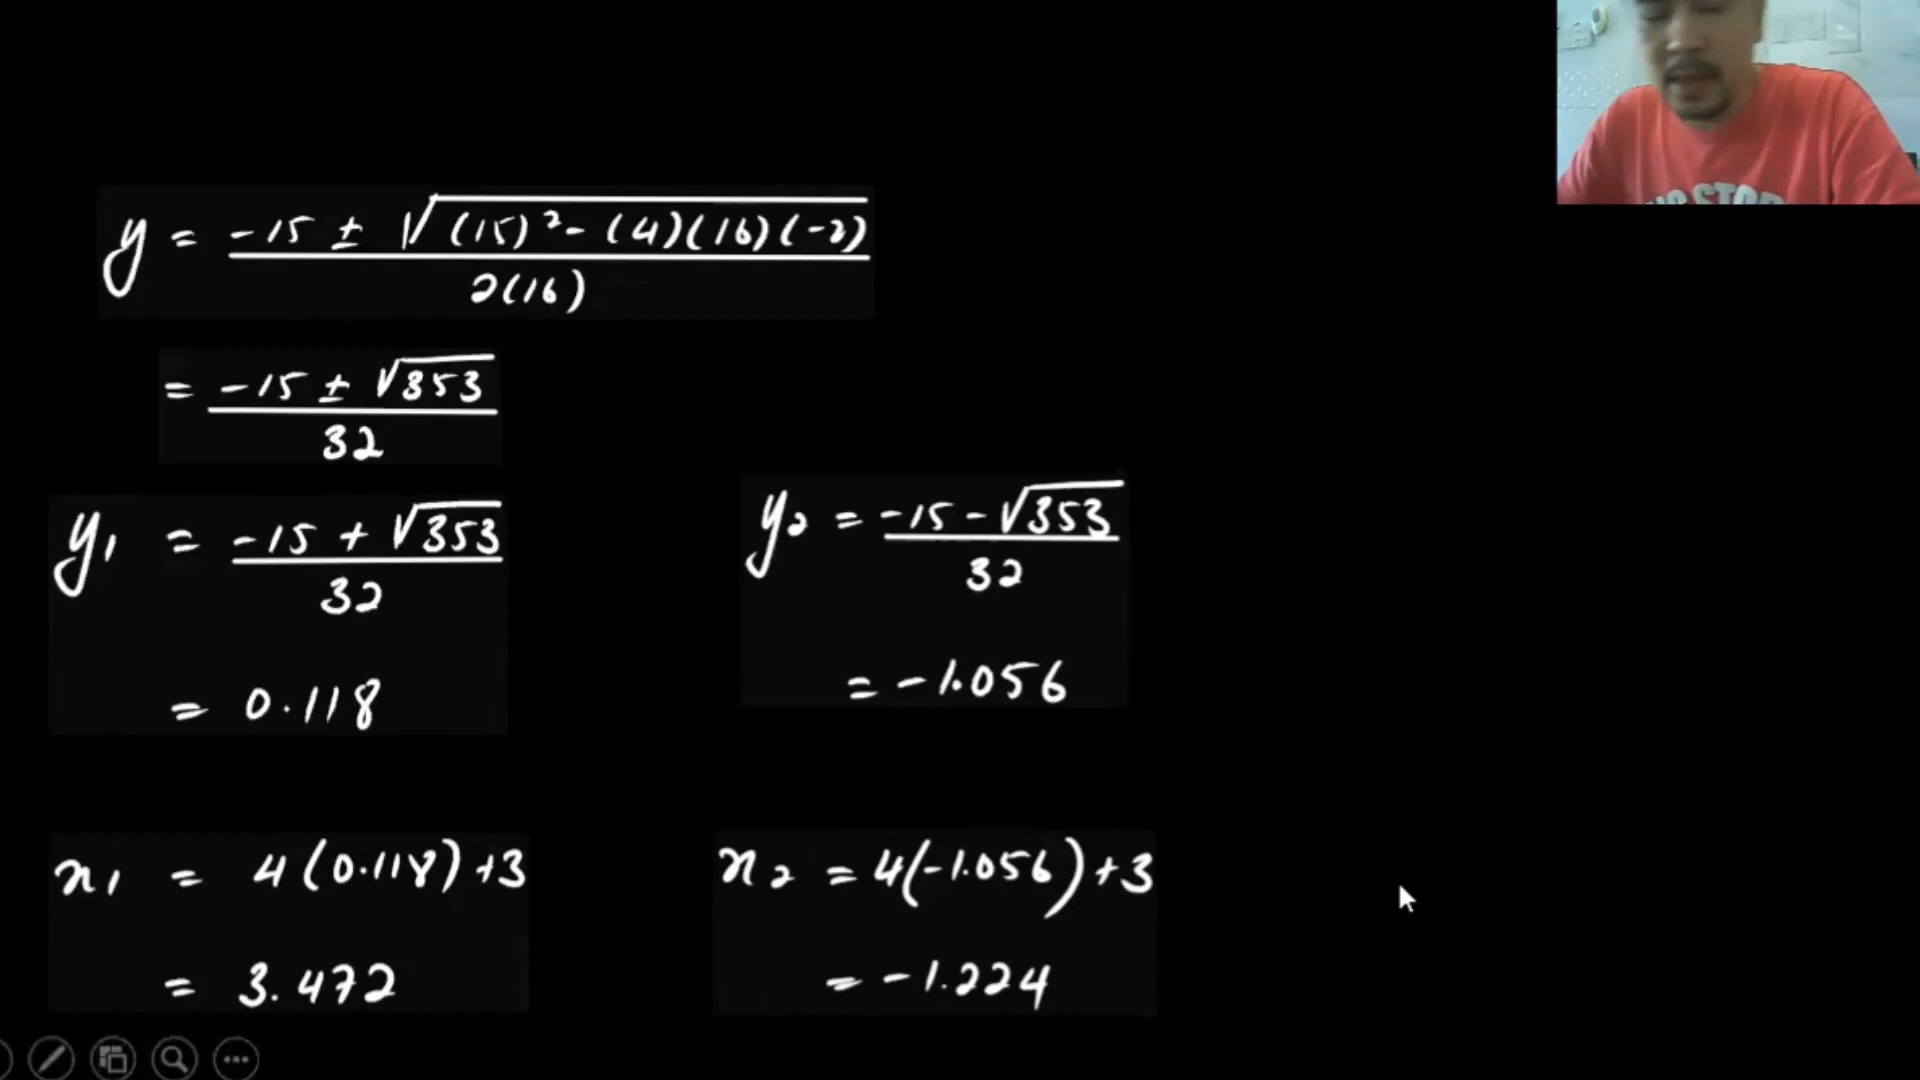 y = -15 ± √(15)² - (4)(16)(-2)
2(16)
= -15 ± √353
32
y₁ = -15 + √353
32
= 0.118
y₂ = -15 - √353
32
= -1.056
x₁ = 4(0.118) + 3
= 3.472
x₂ = 4(-1.056) + 3
= -1.224